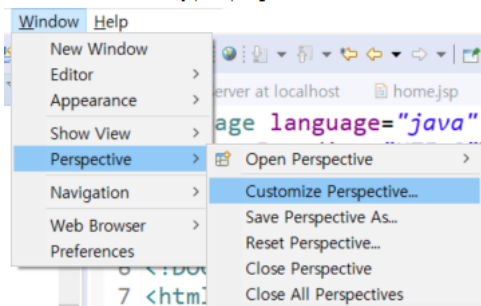 Window Help
New Window
Editor
Appearance
Show View
Perspective
Navigation
Web Browser
Preferences
Open Perspective
Customize Perspective...
Save Perspective As...
Reset Perspective...
Close Perspective
Close All Perspectives
erver at localhost home.jsp
age language="java"
6 <!DOC
7 <html